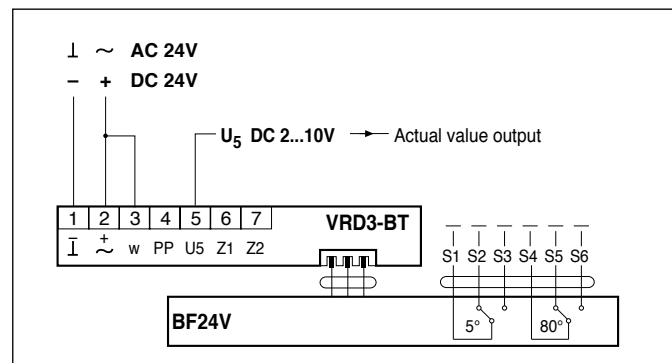 ⊥ ~ AC 24V
− + DC 24V
U5 DC 2...10V Actual value output
1 2 3 4 5 6 7
VRD3-BT
⊥ − + ~ w PP U5 Z1 Z2
S1 S2 S3 S4 S5 S6
BF24V
5° 80°